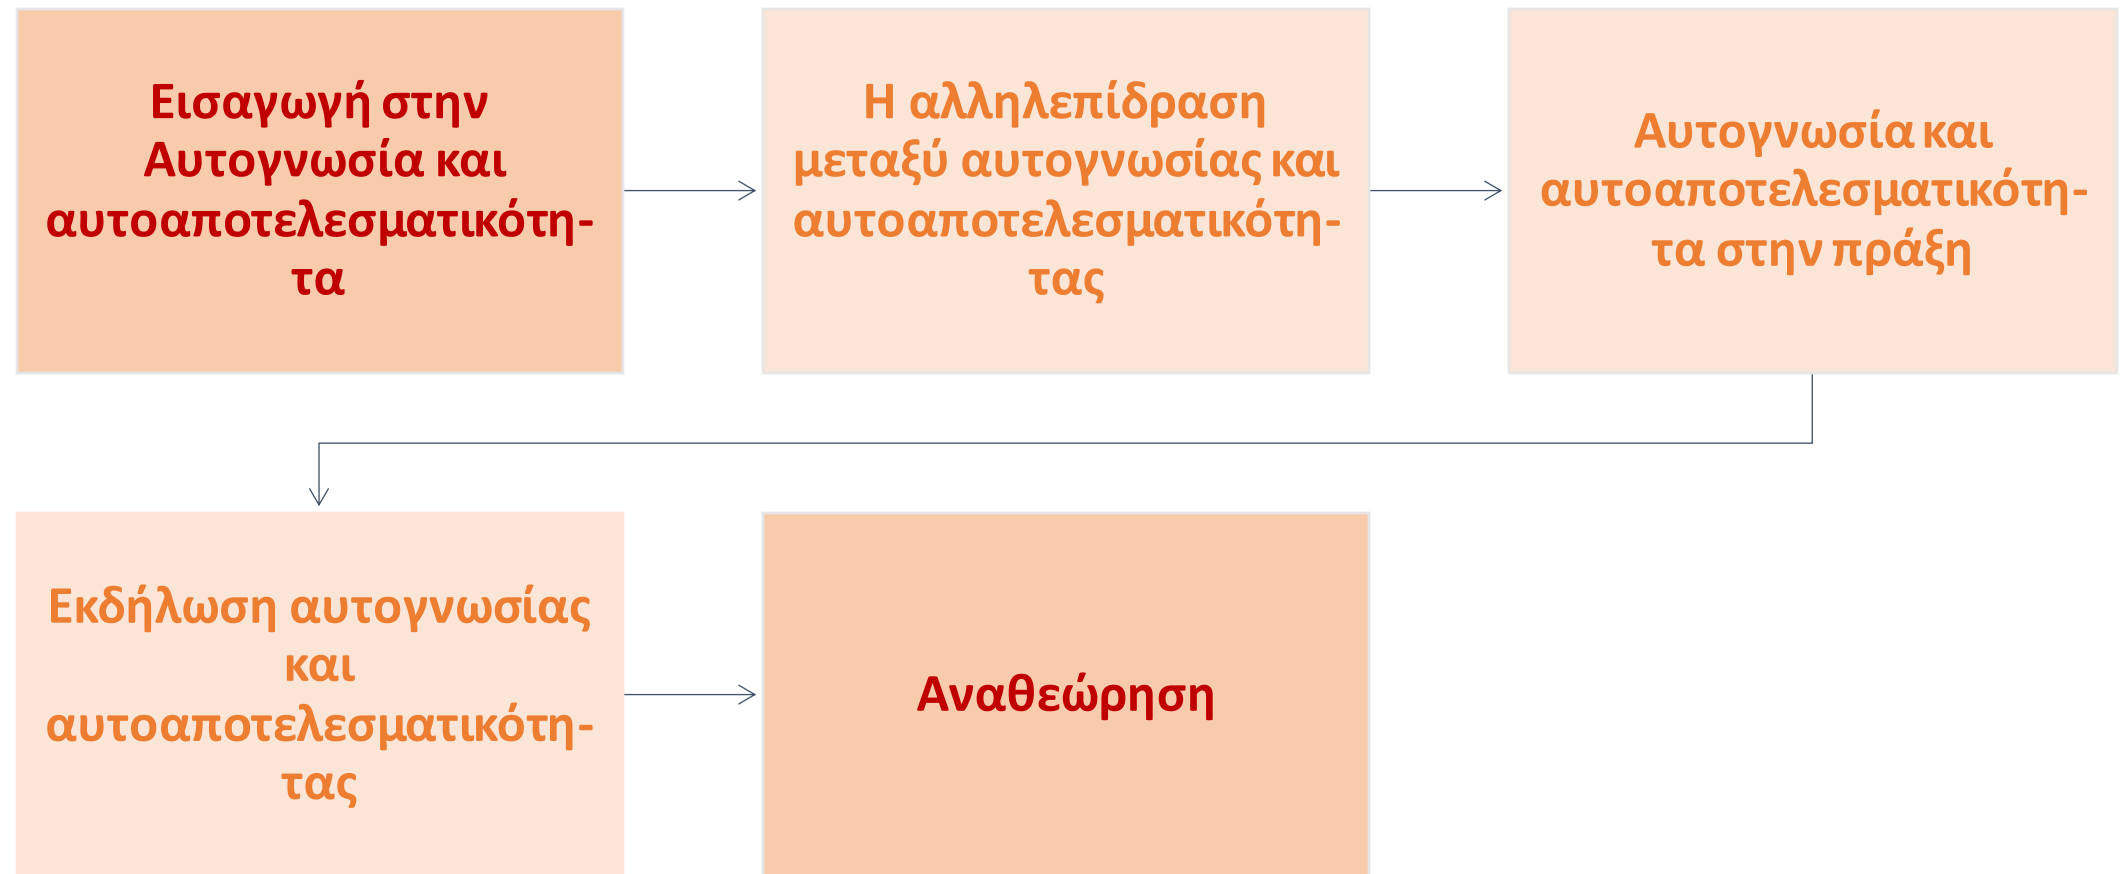 Εισαγωγή στην
Αυτογνωσία και
αυτοαποτελεσματικότη-
τα
Η αλληλεπίδραση
μεταξύ αυτογνωσίας και
αυτοαποτελεσματικότη-
τας
Αυτογνωσία και
αυτοαποτελεσματικότη-
τα στην πράξη
Εκδήλωση αυτογνωσίας
και
αυτοαποτελεσματικότη-
τας
Αναθεώρηση